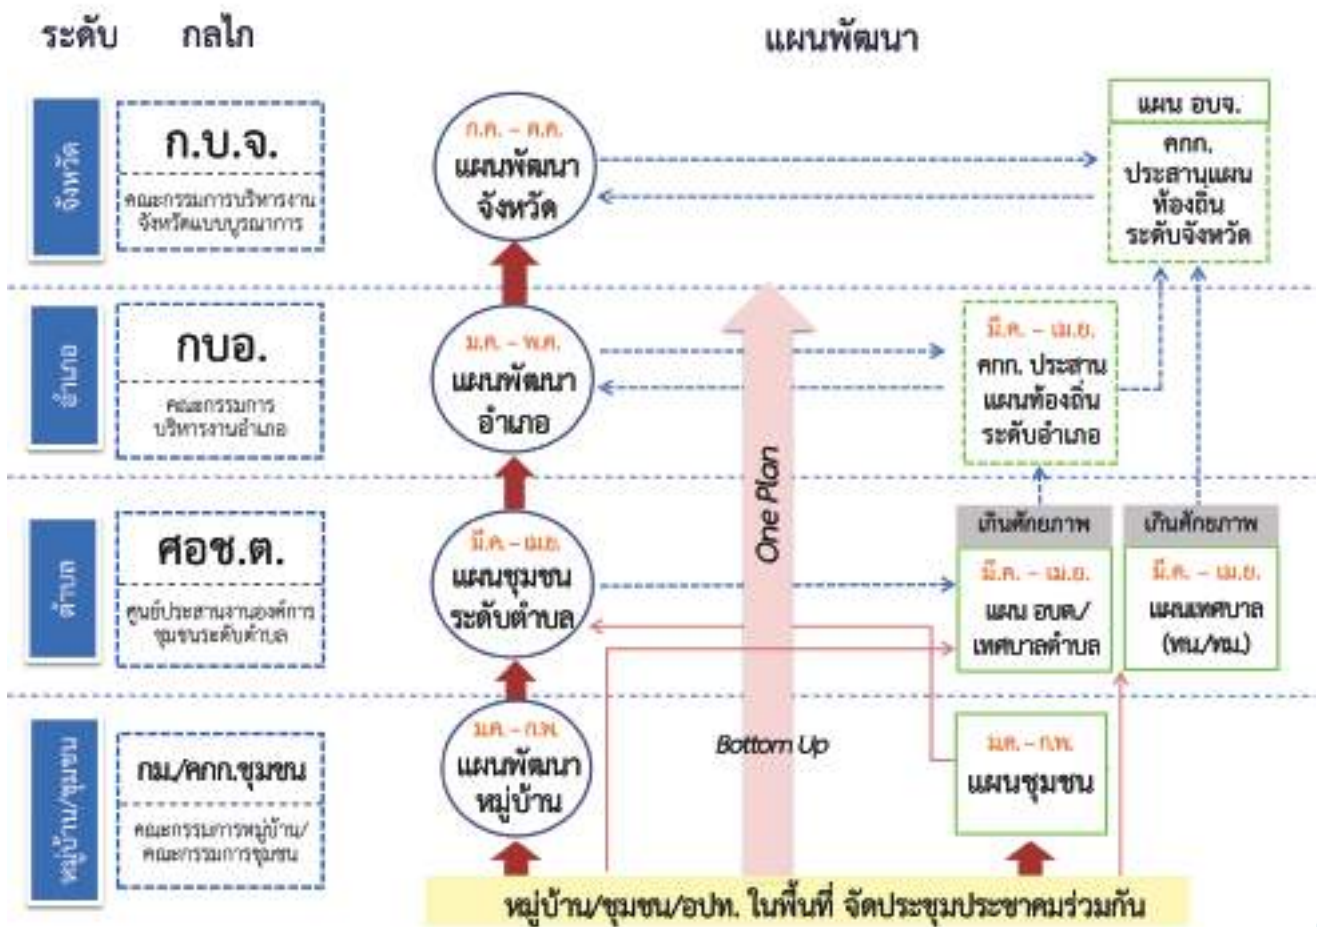 ระดับ กลไก แผนพัฒนา
จังหวัด
ก.บ.จ.
คณะกรรมการบริหารงาน
จังหวัดแบบบูรณาการ
ก.ค. – ต.ค.
แผนพัฒนา
จังหวัด
แผน อบจ.
คกก.
ประสานแผน
ท้องถิ่น
ระดับจังหวัด
อำเภอ
กบอ.
คณะกรรมการ
บริหารงานอำเภอ
ม.ค. – พ.ค.
แผนพัฒนา
อำเภอ
มี.ค. – เม.ย.
คกก. ประสาน
แผนท้องถิ่น
ระดับอำเภอ
One Plan
ตำบล
ศอช.ต.
ศูนย์ประสานงานองค์การ
ชุมชนระดับตำบล
มี.ค. – เม.ย.
แผนชุมชน
ระดับตำบล
เกินศักยภาพ
มี.ค. – เม.ย.
แผน อบต./
เทศบาลตำบล
เกินศักยภาพ
มี.ค. – เม.ย.
แผนเทศบาล
(ทน./ทม.)
หมู่บ้าน/ชุมชน
กม./คกก.ชุมชน
คณะกรรมการหมู่บ้าน/
คณะกรรมการชุมชน
ม.ค. – ก.พ.
แผนพัฒนา
หมู่บ้าน
Bottom Up
ม.ค. – ก.พ.
แผนชุมชน
หมู่บ้าน/ชุมชน/อปท. ในพื้นที่ จัดประชุมประชาคมร่วมกัน